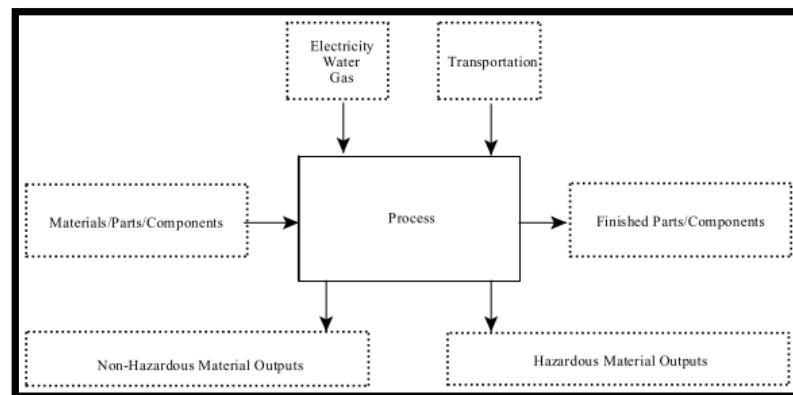 Electricity
Water
Gas
Transportation
Materials/Parts/Components
Process
Finished Parts/Components
Non-Hazardous Material Outputs
Hazardous Material Outputs